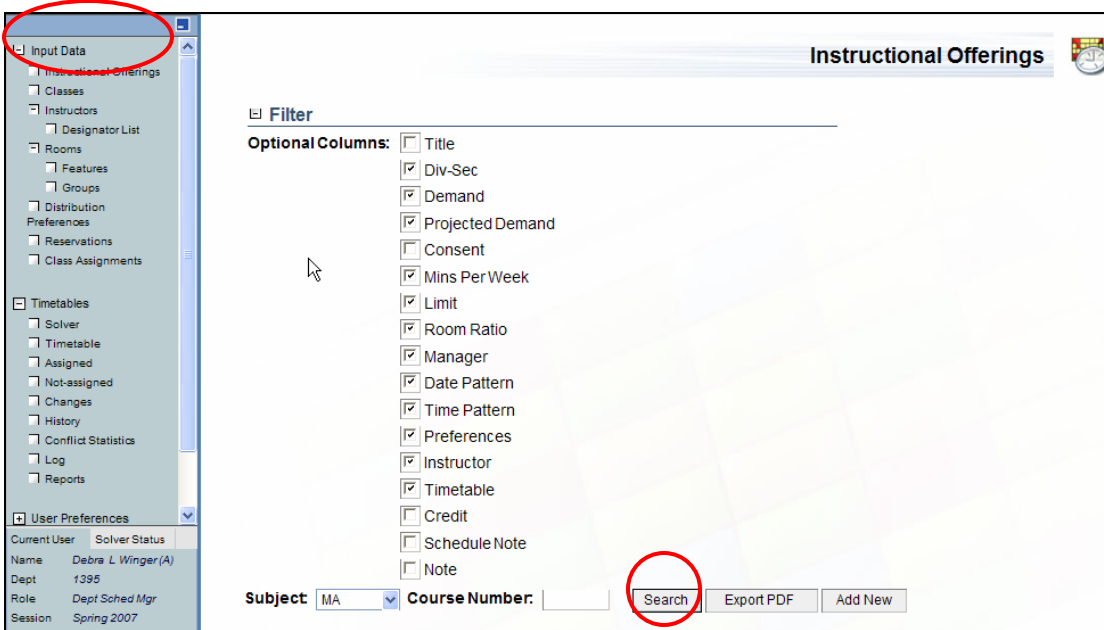 Input Data
Instructional Offerings
Classes
Instructors
Designator List
Rooms
Features
Groups
Distribution
Preferences
Reservations
Class Assignments
Timetables
Solver
Timetable
Assigned
Not-assigned
Changes
History
Conflict Statistics
Log
Reports
User Preferences
Current User Solver Status
Name Debra L Winger (A)
Dept 1395
Role Dept Sched Mgr
Session Spring 2007
Instructional Offerings
Filter
Optional Columns: Title
Div-Sec
Demand
Projected Demand
Consent
Mins Per Week
Limit
Room Ratio
Manager
Date Pattern
Time Pattern
Preferences
Instructor
Timetable
Credit
Schedule Note
Note
Subject: MA Course Number: Search Export PDF Add New